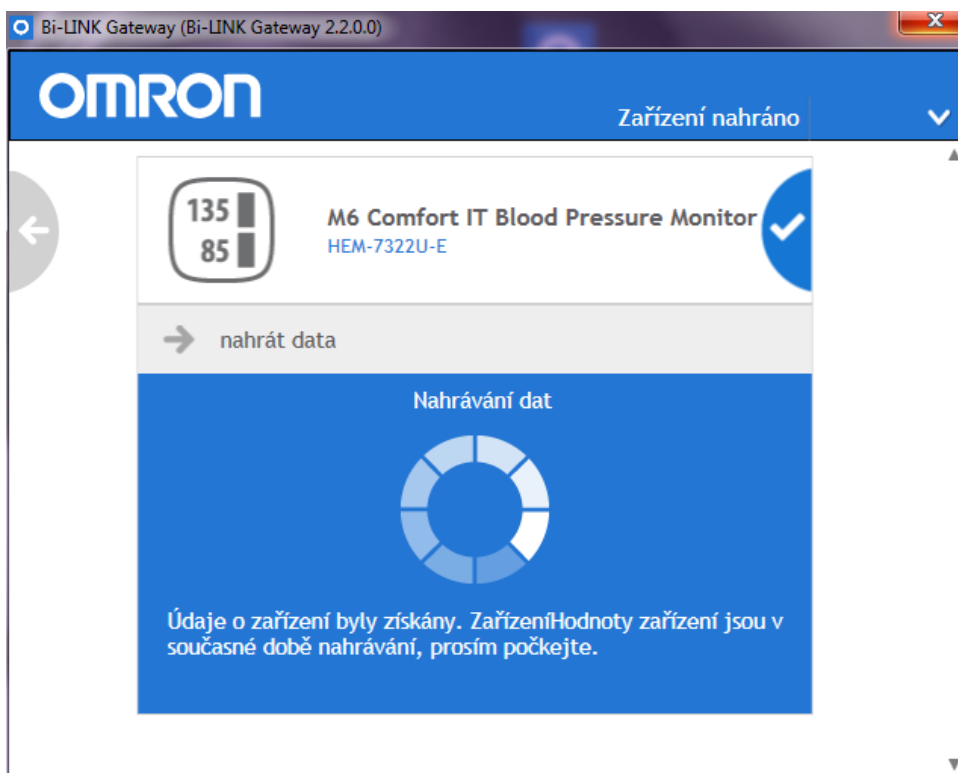 Bi-LINK Gateway (Bi-LINK Gateway 2.2.0.0)
OMRON
Zařízení nahráno
135
85
M6 Comfort IT Blood Pressure Monitor
HEM-7322U-E
nahrát data
Nahrávání dat
Údaje o zařízení byly získány. ZařízeníHodnoty zařízení jsou v
současné době nahrávání, prosím počkejte.